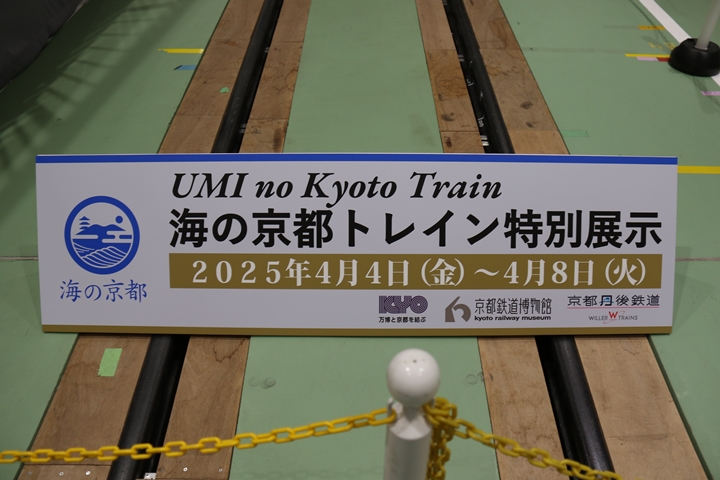 UMI no Kyoto Train
海の京都トレイン特別展示
2025年4月4日(金)～4月8日(火)
海の京都
KYO
万博と京都を結ぶ
京都鉄道博物館
kyoto railway museum
京都丹後鉄道
WILLER TRAINS